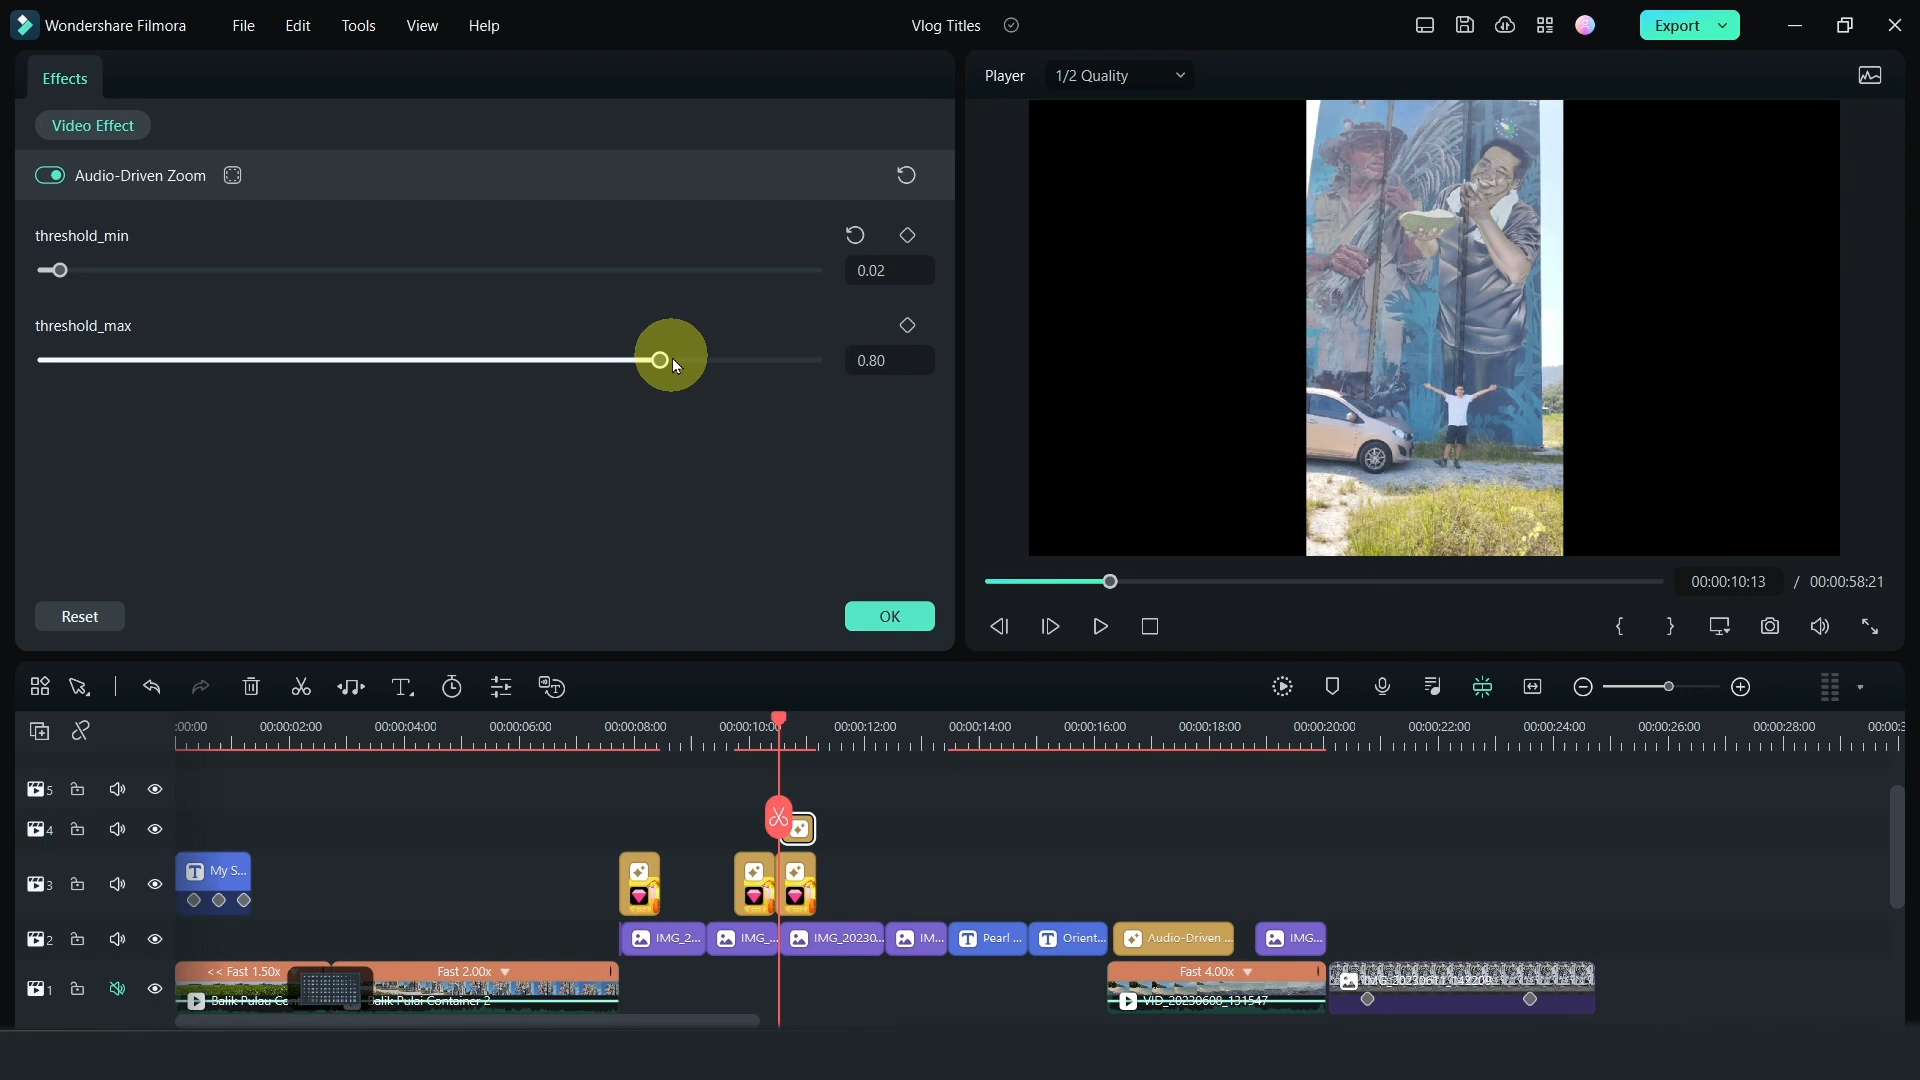 Wondershare Filmora File Edit Tools View Help Vlog Titles Export
Effects
Player 1/2 Quality
Video Effect
Audio-Driven Zoom
threshold_min
0.02
threshold_max
0.80
00:00:10:13 / 00:00:58:21
Reset OK
:00:00 00:00:02:00 00:00:04:00 00:00:06:00 00:00:08:00 00:00:10:0 00:00:12:00 00:00:14:00 00:00:16:00 00:00:18:00 00:00:20:00 00:00:22:00 00:00:24:00 00:00:26:00 00:00:28:00 00:00:3
5
4
3 My S...
2 IMG_2... IMG_... IMG_20230... IM... Pearl ... Orient... Audio-Driven ... IMG...
<< Fast 1.50x Fast 2.00x Fast 4.00x
1 Balik Pulau Co Balik Pulai Container 2 VID_20230608_131547